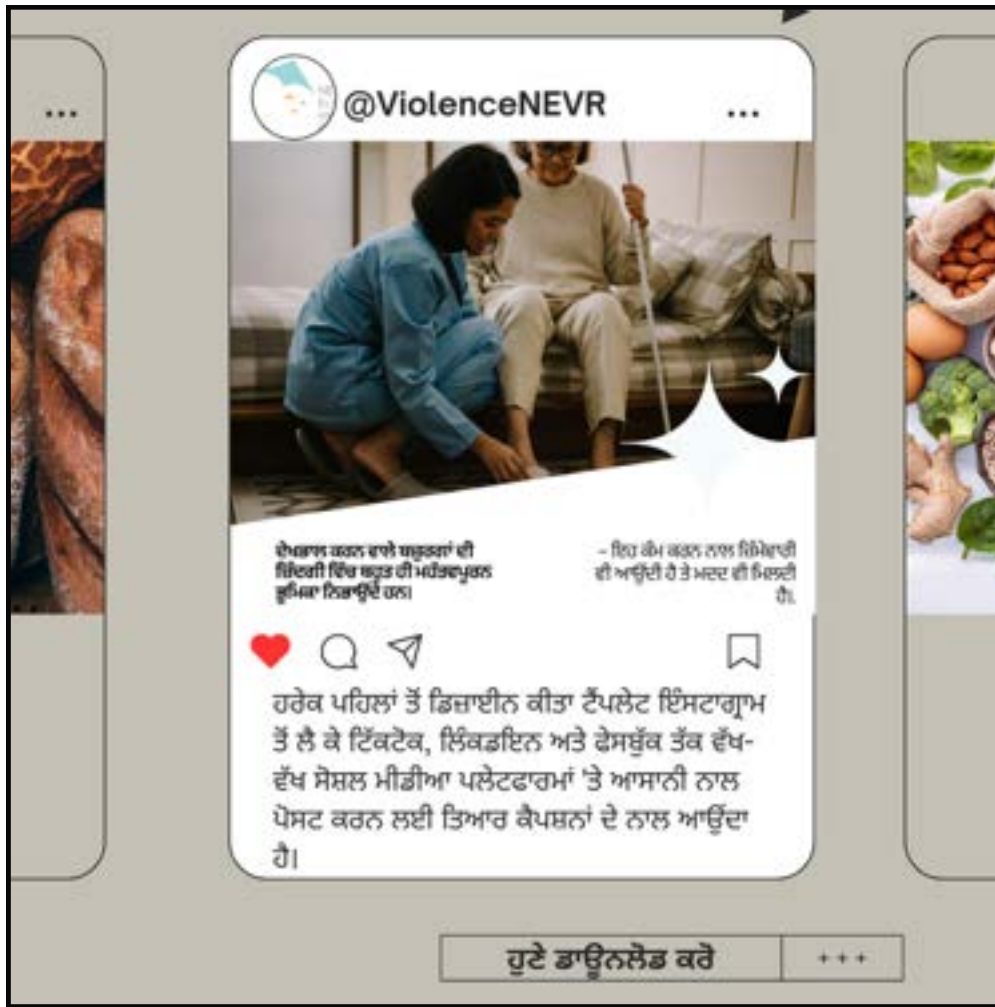 @ViolenceNEVR
ਦੇਖਭਾਲ ਕਰਨ ਵਾਲੇ ਬਜ਼ੁਰਗਾਂ ਦੀ
ਜ਼ਿੰਦਗੀ ਵਿੱਚ ਬਹੁਤ ਹੀ ਮਹੱਤਵਪੂਰਨ
ਭੂਮਿਕਾ ਨਿਭਾਉਂਦੇ ਹਨ।
– ਇਹ ਕੰਮ ਕਰਨ ਨਾਲ ਜ਼ਿੰਮੇਵਾਰੀ
ਵੀ ਆਉਂਦੀ ਹੈ ਤੇ ਮਦਦ ਵੀ ਮਿਲਦੀ
ਹੈ।
ਹਰੇਕ ਪਹਿਲਾਂ ਤੋਂ ਡਿਜ਼ਾਈਨ ਕੀਤਾ ਟੈਂਪਲੇਟ ਇੰਸਟਾਗ੍ਰਾਮ
ਤੋਂ ਲੈ ਕੇ ਟਿੱਕਟੋਕ, ਲਿੰਕਡਇਨ ਅਤੇ ਫੇਸਬੁੱਕ ਤੱਕ ਵੱਖ-
ਵੱਖ ਸੋਸ਼ਲ ਮੀਡੀਆ ਪਲੇਟਫਾਰਮਾਂ 'ਤੇ ਆਸਾਨੀ ਨਾਲ
ਪੋਸਟ ਕਰਨ ਲਈ ਤਿਆਰ ਕੈਪਸ਼ਨਾਂ ਦੇ ਨਾਲ ਆਉਂਦਾ
ਹੈ।
ਹੁਣੇ ਡਾਊਨਲੋਡ ਕਰੋ